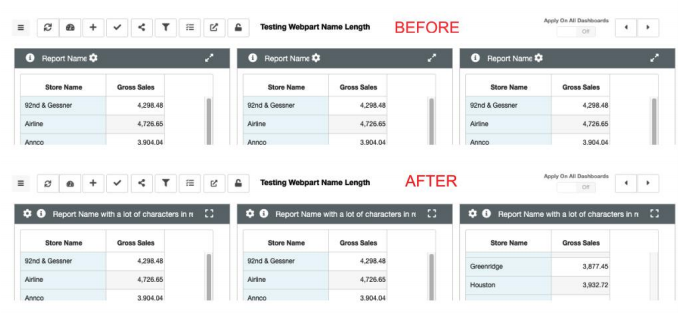 Testing Webpart Name Length BEFORE Apply On All Dashboards
Off
Report Name Report Name Report Name
Store Name Gross Sales Store Name Gross Sales Store Name Gross Sales
92nd & Gessner 4,298.48 92nd & Gessner 4,298.48 92nd & Gessner 4,298.48
Airline 4,726.65 Airline 4,726.65 Airline 4,726.65
Annco 3,904.04 Annco 3,904.04 Annco 3,904.04
Testing Webpart Name Length AFTER Apply On All Dashboards
Off
Report Name with a lot of characters in Report Name with a lot of characters in Report Name with a lot of characters in
Store Name Gross Sales Store Name Gross Sales Store Name Gross Sales
92nd & Gessner 4,298.48 92nd & Gessner 4,298.48 Greenridge 3,877.45
Airline 4,726.65 Airline 4,726.65 Houston 3,932.72
Annco 3,904.04 Annco 3,904.04